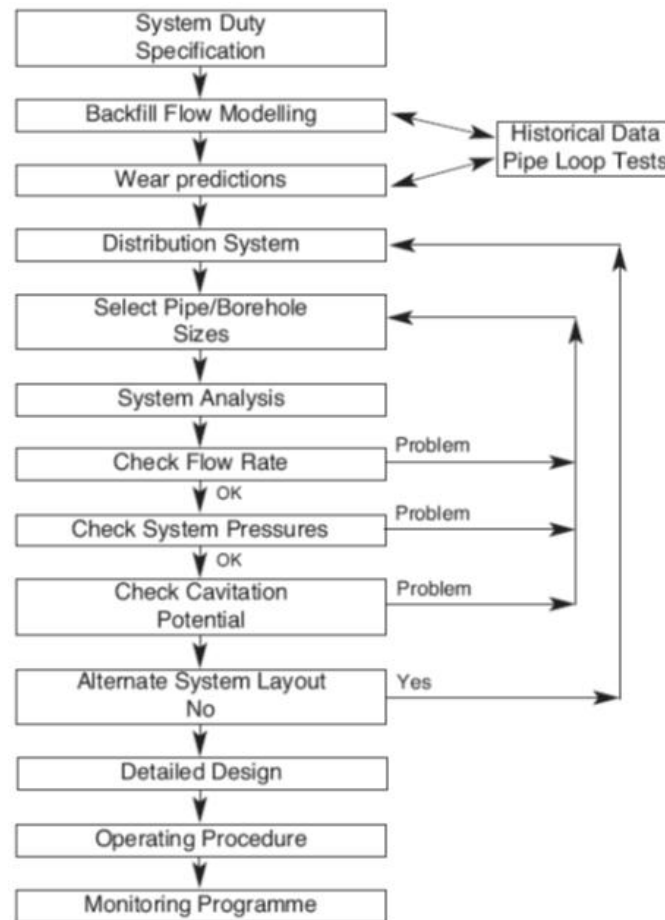 System Duty
Specification
Backfill Flow Modelling
Historical Data
Pipe Loop Tests
Wear predictions
Distribution System
Select Pipe/Borehole
Sizes
System Analysis
Check Flow Rate
Problem
OK
Check System Pressures
Problem
OK
Check Cavitation
Potential
Problem
Alternate System Layout
No
Yes
Detailed Design
Operating Procedure
Monitoring Programme